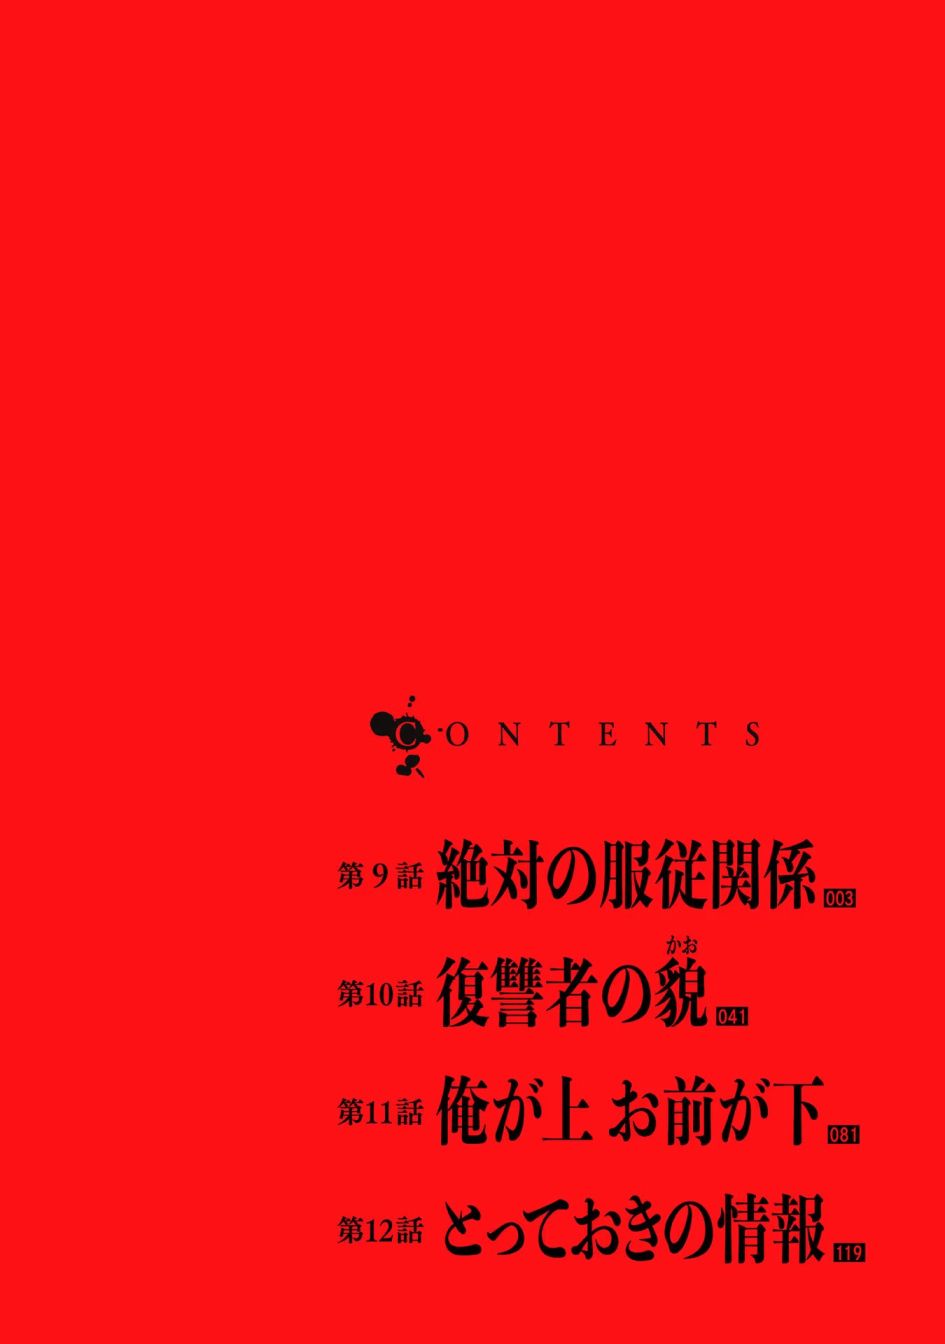 CONTENTS
第9話 絶対の服従関係 003
かお
第10話 復讐者の貌 041
第11話 俺が上 お前が下 081
第12話 とっておきの情報 119